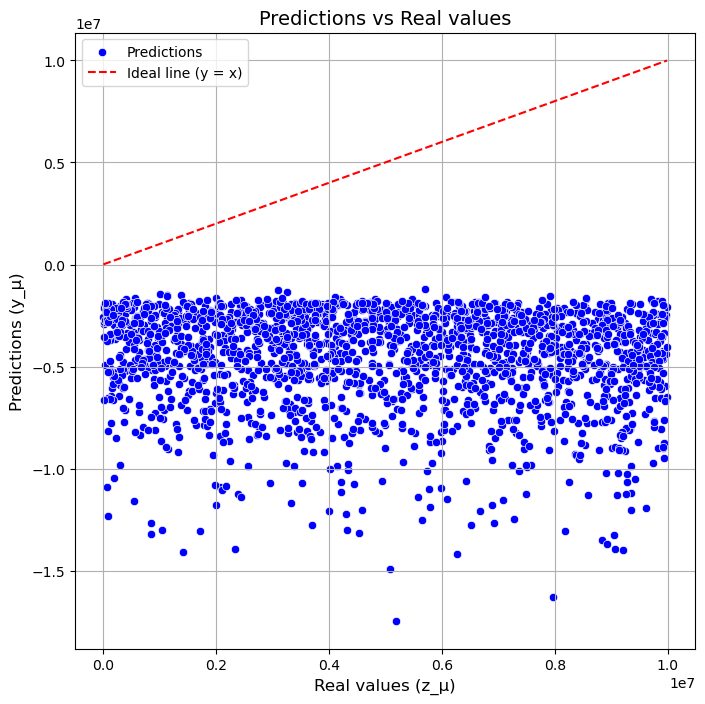 Predictions vs Real values
1e7
Predictions
Ideal line (y = x)
1.0
0.5
0.0
−0.5
−1.0
−1.5
Predictions (y_μ)
0.0 0.2 0.4 0.6 0.8 1.0
1e7
Real values (z_μ)